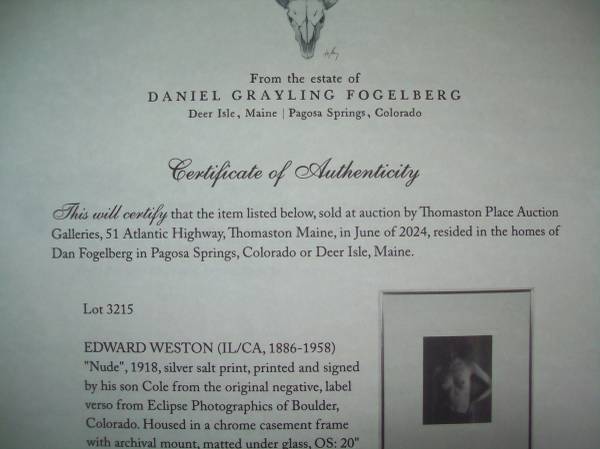 From the estate of
DANIEL GRAYLING FOGELBERG
Deer Isle, Maine | Pagosa Springs, Colorado
Certificate of Authenticity
This will certify that the item listed below, sold at auction by Thomaston Place Auction
Galleries, 51 Atlantic Highway, Thomaston Maine, in June of 2024, resided in the homes of
Dan Fogelberg in Pagosa Springs, Colorado or Deer Isle, Maine.
Lot 3215
EDWARD WESTON (IL/CA, 1886-1958)
"Nude", 1918, silver salt print, printed and signed
by his son Cole from the original negative, label
verso from Eclipse Photographics of Boulder,
Colorado. Housed in a chrome casement frame
with archival mount, matted under glass, OS: 20"